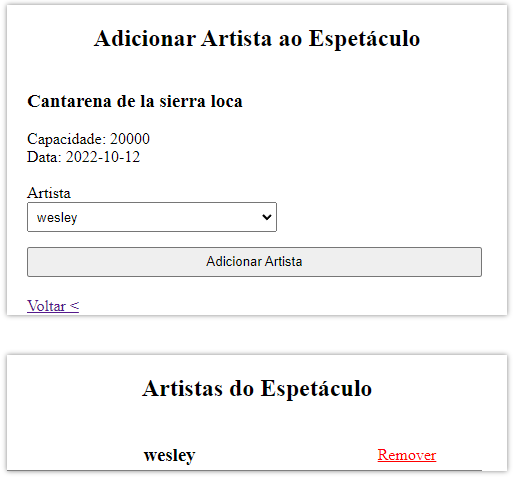 Adicionar Artista ao Espetáculo
Cantarena de la sierra loca
Capacidade: 20000
Data: 2022-10-12
Artista
wesley
Adicionar Artista
Voltar <
Artistas do Espetáculo
wesley Remover